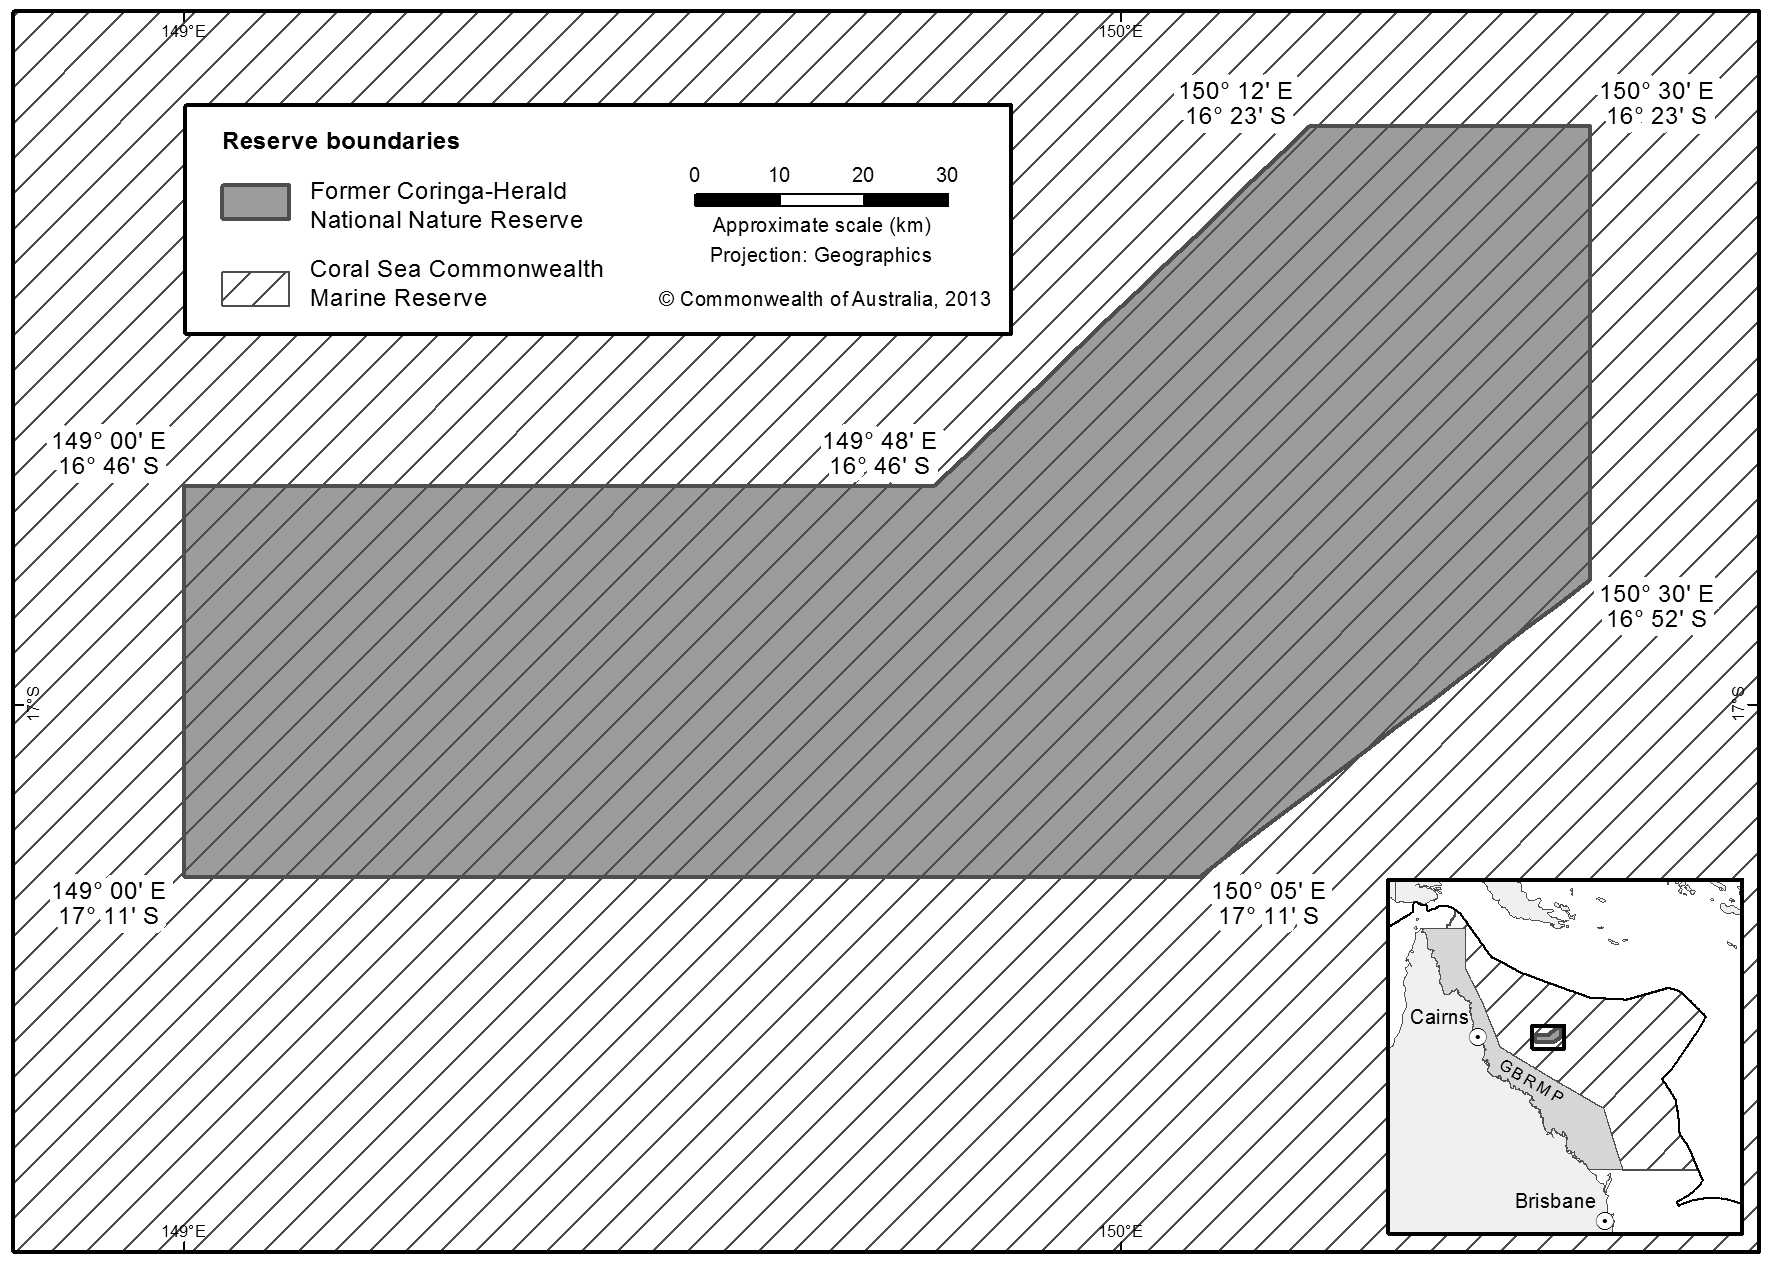 149°E
150°E
150° 12' E
16° 23' S
150° 30' E
16° 23' S
Reserve boundaries
Former Coringa-Herald
National Nature Reserve
Coral Sea Commonwealth
Marine Reserve
0 10 20 30
Approximate scale (km)
Projection: Geographics
© Commonwealth of Australia, 2013
149° 00' E
16° 46' S
149° 48' E
16° 46' S
150° 30' E
16° 52' S
17°S
17°S
149° 00' E
17° 11' S
150° 05' E
17° 11' S
Cairns
GBRMP
Brisbane
149°E
150°E